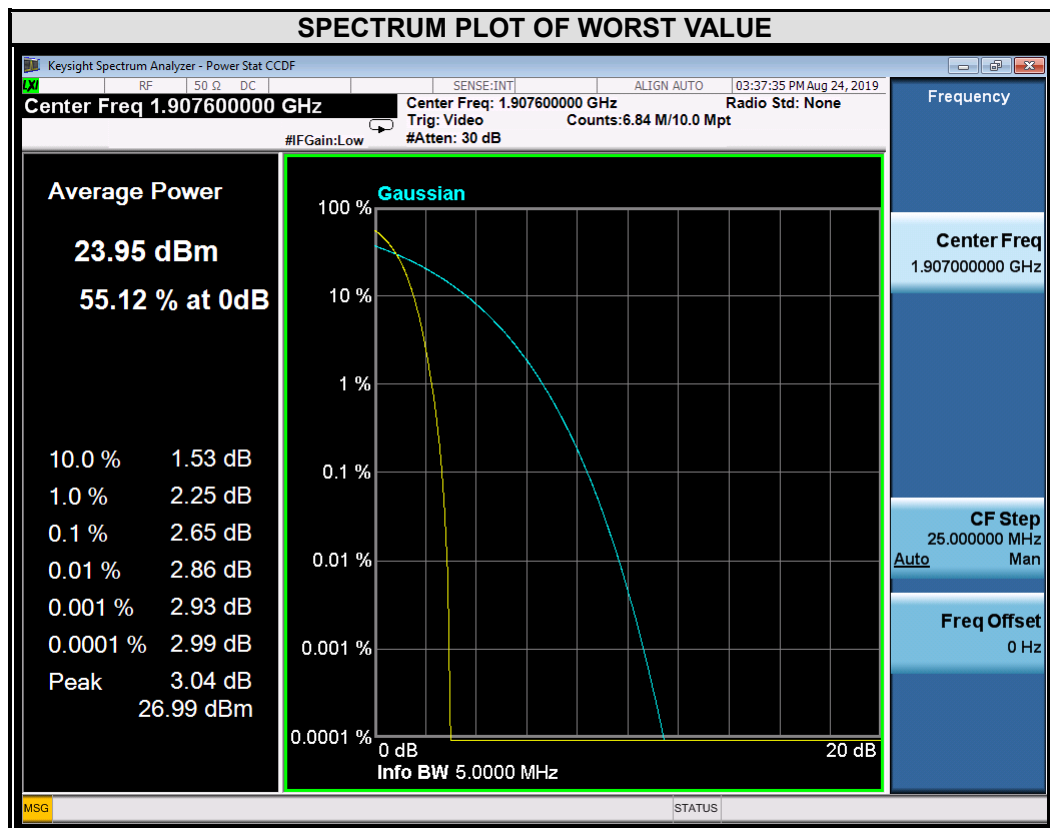 SPECTRUM PLOT OF WORST VALUE
Keysight Spectrum Analyzer - Power Stat CCDF
LXI RF 50 Ω DC SENSE:INT ALIGN AUTO 03:37:35 PM Aug 24, 2019
Center Freq 1.907600000 GHz
Center Freq: 1.907600000 GHz Radio Std: None
Trig: Video Counts:6.84 M/10.0 Mpt
#IFGain:Low #Atten: 30 dB
Average Power
23.95 dBm
55.12 % at 0dB
10.0 % 1.53 dB
1.0 % 2.25 dB
0.1 % 2.65 dB
0.01 % 2.86 dB
0.001 % 2.93 dB
0.0001 % 2.99 dB
Peak 3.04 dB
26.99 dBm
Gaussian
100 %
10 %
1 %
0.1 %
0.01 %
0.001 %
0.0001 %
0 dB 20 dB
Info BW 5.0000 MHz
Frequency
Center Freq
1.907000000 GHz
CF Step
25.000000 MHz
Auto Man
Freq Offset
0 Hz
MSG STATUS